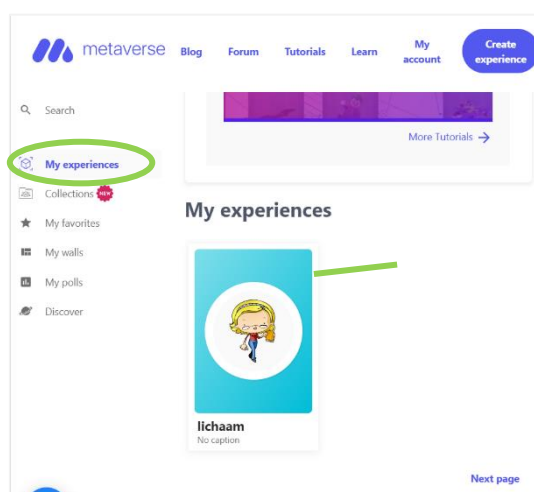 metaverse
Blog
Forum
Tutorials
Learn
My account
Create experience
Search
My experiences
Collections NEW
My favorites
My walls
My polls
Discover
More Tutorials →
My experiences
lichaam
No caption
Next page